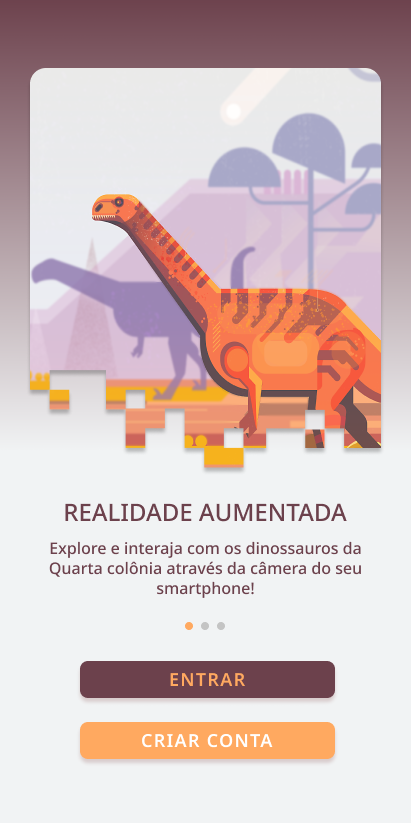 REALIDADE AUMENTADA
Explore e interaja com os dinossauros da
Quarta colônia através da câmera do seu
smartphone!
ENTRAR
CRIAR CONTA